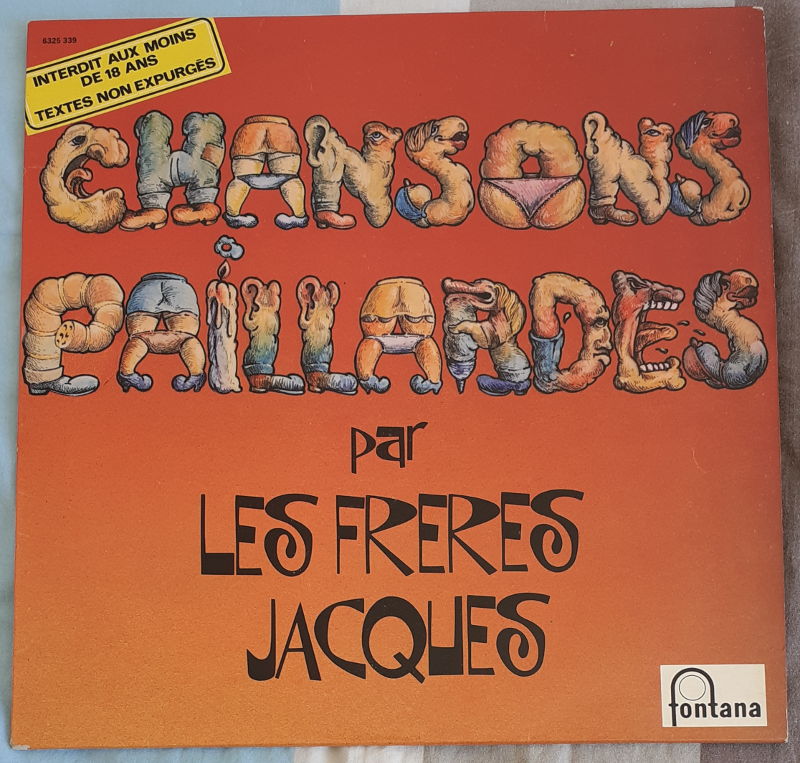 6325 339
INTERDIT AUX MOINS
DE 18 ANS
TEXTES NON EXPURGÉS
CHANSONS
PAILLARDES
par
LES FRERES
JACQUES
fontana